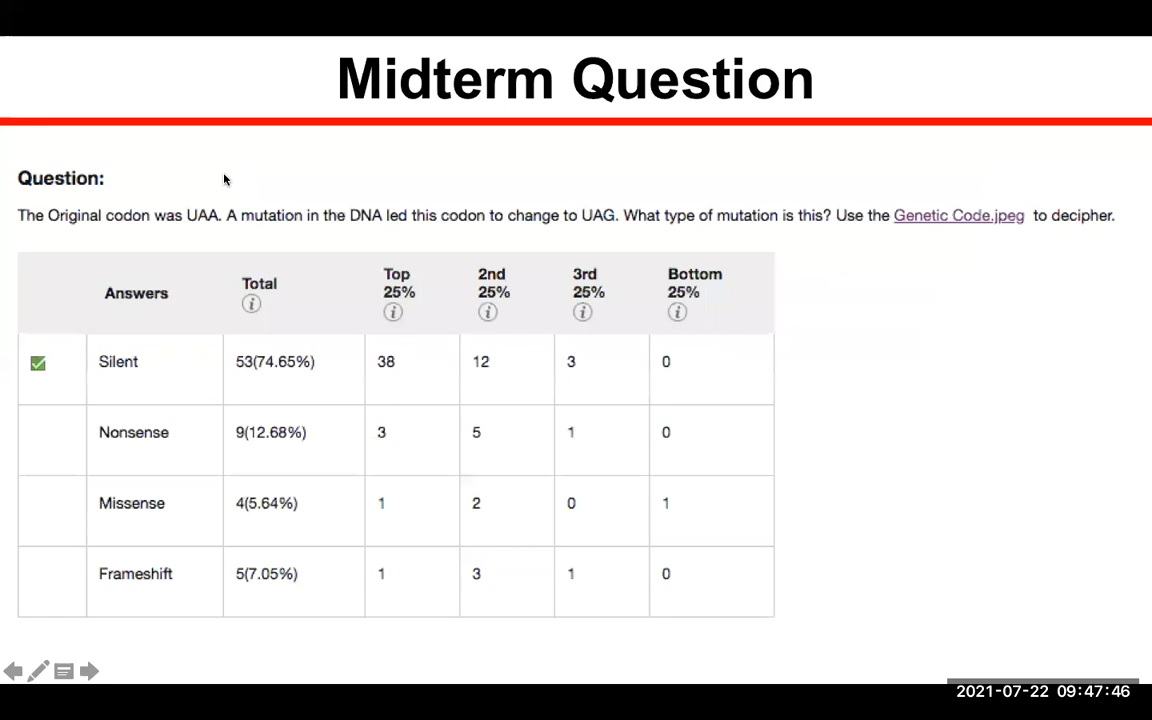 Midterm Question
Question:
The Original codon was UAA. A mutation in the DNA led this codon to change to UAG. What type of mutation is this? Use the Genetic Code.jpeg to decipher.
Answers Total Top 25% 2nd 25% 3rd 25% Bottom 25%
Silent 53(74.65%) 38 12 3 0
Nonsense 9(12.68%) 3 5 1 0
Missense 4(5.64%) 1 2 0 1
Frameshift 5(7.05%) 1 3 1 0
2021-07-22 09:47:46